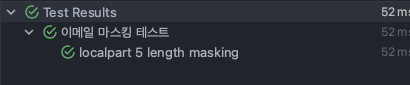 Test Results 52 ms
이메일 마스킹 테스트 52 ms
localpart 5 length masking 52 ms